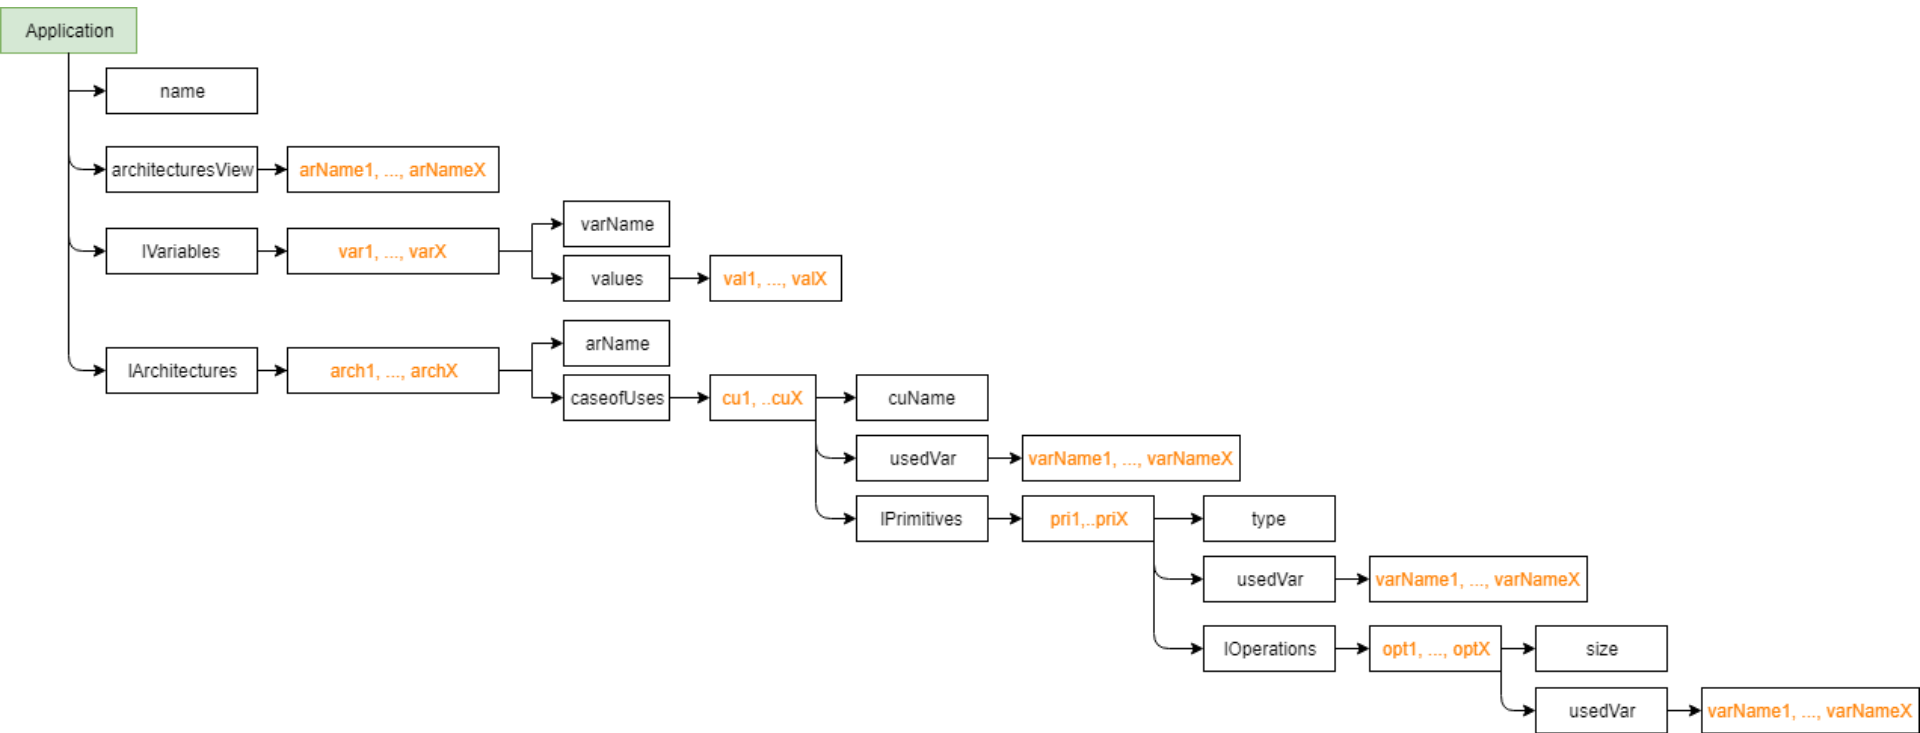 Application
name
architecturesView
arName1, ..., arNameX
lVariables
var1, ..., varX
varName
values
val1, ..., valX
lArchitectures
arch1, ..., archX
arName
caseofUses
cu1, ..cuX
cuName
usedVar
varName1, ..., varNameX
lPrimitives
pri1,..priX
type
usedVar
varName1, ..., varNameX
lOperations
opt1, ..., optX
size
usedVar
varName1, ..., varNameX